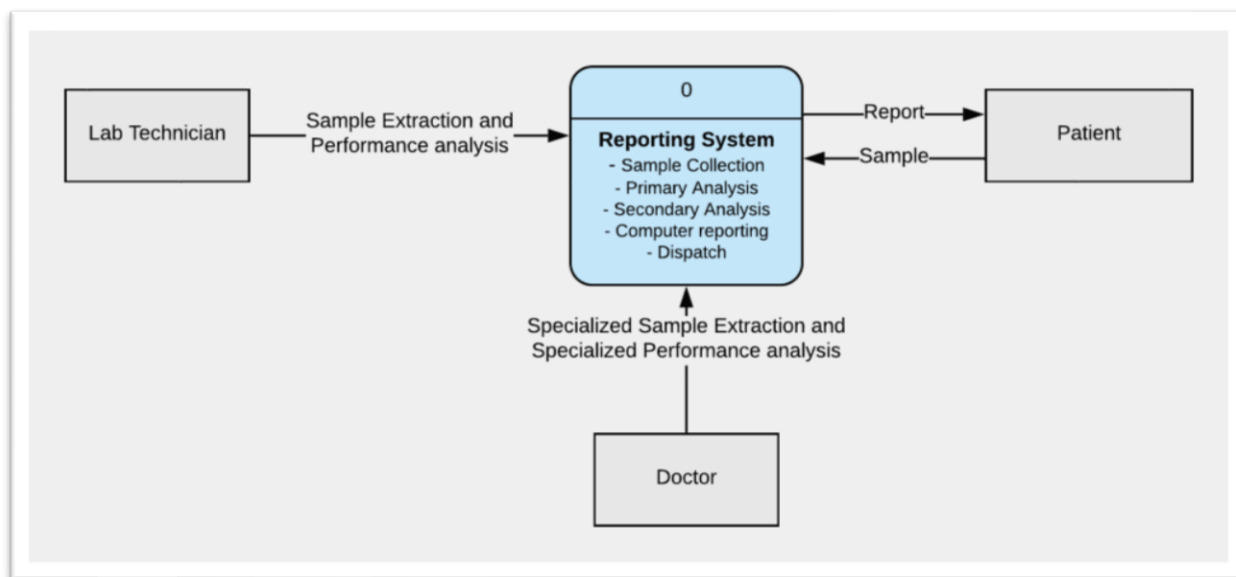 Lab Technician
Sample Extraction and
Performance analysis
0
Reporting System
- Sample Collection
- Primary Analysis
- Secondary Analysis
- Computer reporting
- Dispatch
Report
Sample
Patient
Specialized Sample Extraction and
Specialized Performance analysis
Doctor